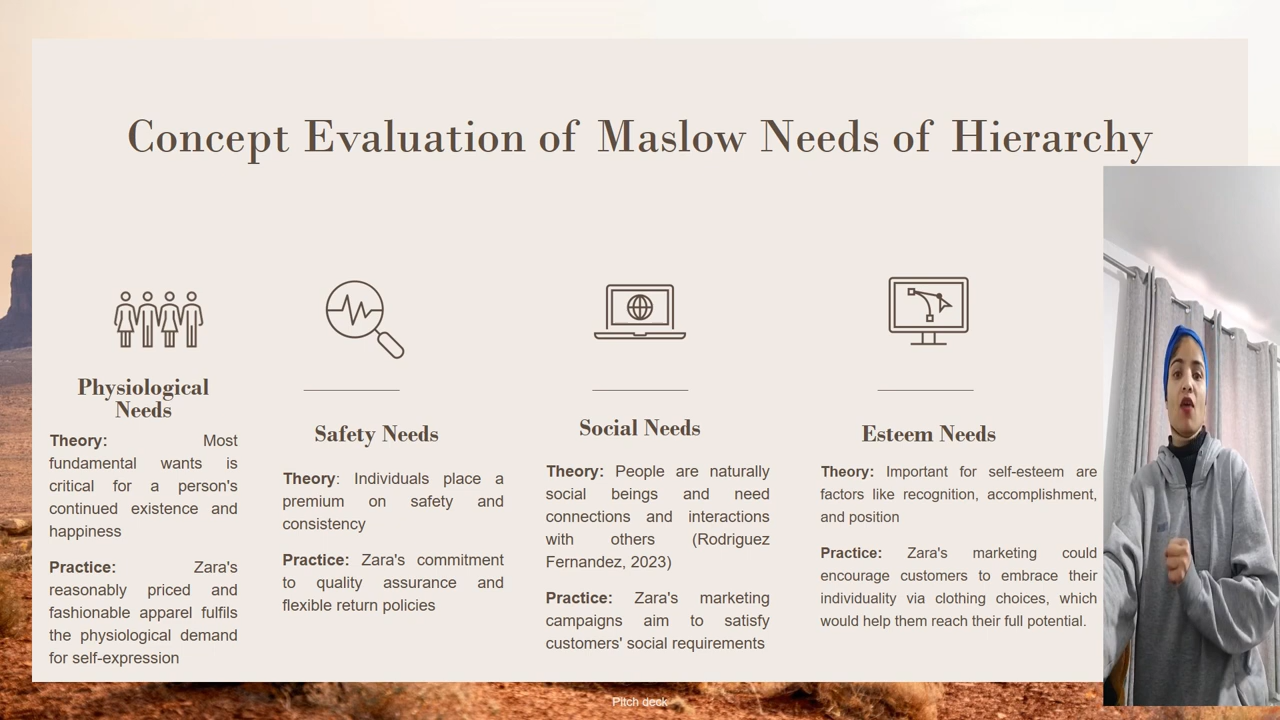 Concept Evaluation of Maslow Needs of Hierarchy
Physiological
Needs
Theory: Most
fundamental wants is
critical for a person's
continued existence and
happiness
Practice: Zara's
reasonably priced and
fashionable apparel fulfils
the physiological demand
for self-expression
Safety Needs
Theory: Individuals place a
premium on safety and
consistency
Practice: Zara's commitment
to quality assurance and
flexible return policies
Social Needs
Theory: People are naturally
social beings and need
connections and interactions
with others (Rodriguez
Fernandez, 2023)
Practice: Zara's marketing
campaigns aim to satisfy
customers' social requirements
Esteem Needs
Theory: Important for self-esteem are
factors like recognition, accomplishment,
and position
Practice: Zara's marketing could
encourage customers to embrace their
individuality via clothing choices, which
would help them reach their full potential.
Pitch deck